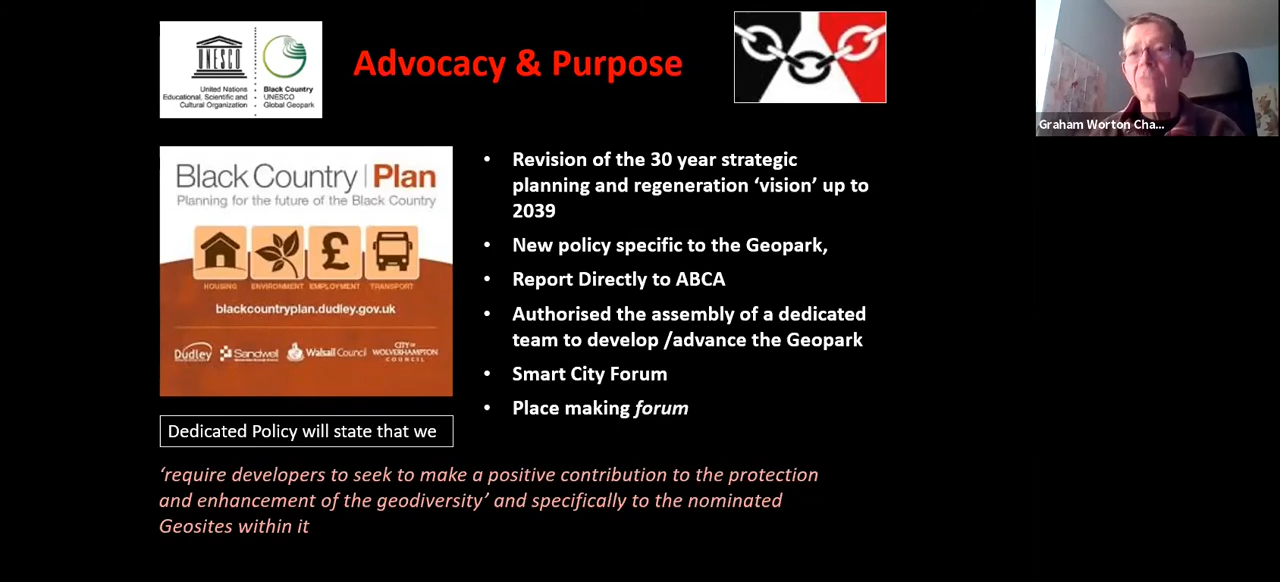 UNESCO
United Nations
Educational, Scientific and
Cultural Organization
Black Country
UNESCO
Global Geopark
Advocacy & Purpose
Graham Worton Cha...
Black Country | Plan
Planning for the future of the Black Country
HOUSING ENVIRONMENT EMPLOYMENT TRANSPORT
blackcountryplan.dudley.gov.uk
Dudley Sandwell Walsall Council CITY OF WOLVERHAMPTON COUNCIL
• Revision of the 30 year strategic
planning and regeneration ‘vision’ up to
2039
• New policy specific to the Geopark,
• Report Directly to ABCA
• Authorised the assembly of a dedicated
team to develop /advance the Geopark
• Smart City Forum
• Place making forum
Dedicated Policy will state that we
‘require developers to seek to make a positive contribution to the protection
and enhancement of the geodiversity’ and specifically to the nominated
Geosites within it